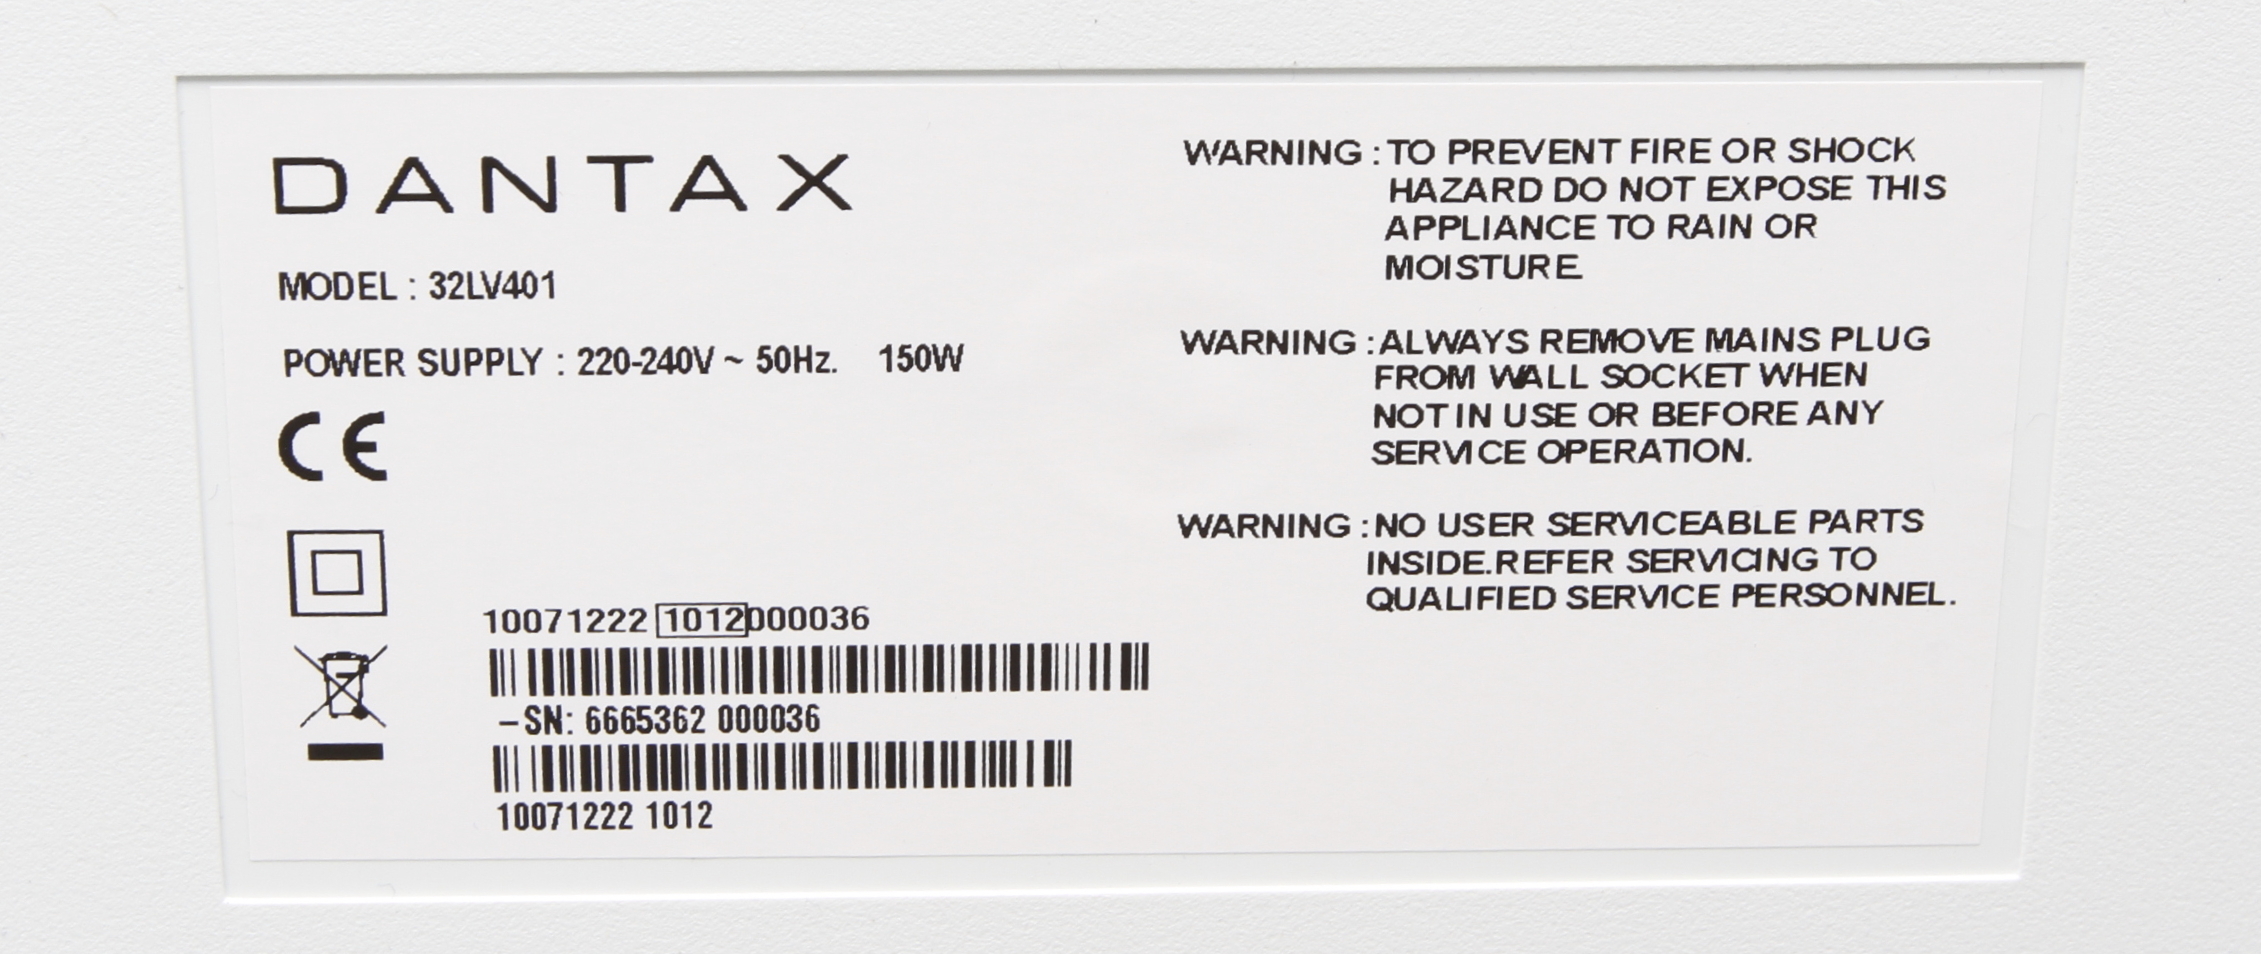 DANTAX
MODEL : 32LV401
POWER SUPPLY : 220-240V ~ 50Hz. 150W
CE
10071222 1012000036
-SN: 6665362 000036
10071222 1012
WARNING :TO PREVENT FIRE OR SHOCK
HAZARD DO NOT EXPOSE THIS
APPLIANCE TO RAIN OR
MOISTURE
WARNING :ALWAYS REMOVE MAINS PLUG
FROM WALL SOCKET WHEN
NOT IN USE OR BEFORE ANY
SERVICE OPERATION.
WARNING :NO USER SERVICEABLE PARTS
INSIDE.REFER SERVICING TO
QUALIFIED SERVICE PERSONNEL.